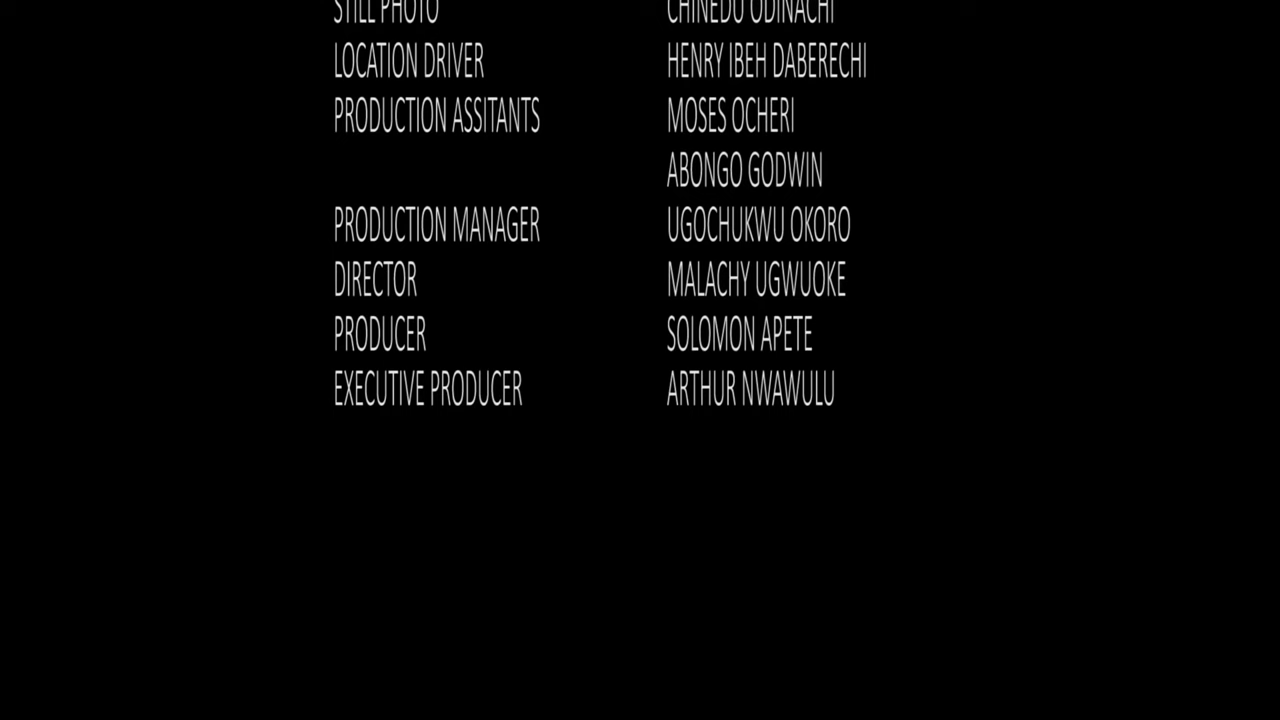 STILL PHOTO CHINEDU ODINACHI
LOCATION DRIVER HENRY IBEH DABERECHI
PRODUCTION ASSITANTS MOSES OCHERI
ABONGO GODWIN
PRODUCTION MANAGER UGOCHUKWU OKORO
DIRECTOR MALACHY UGWUOKE
PRODUCER SOLOMON APETE
EXECUTIVE PRODUCER ARTHUR NWAWULU